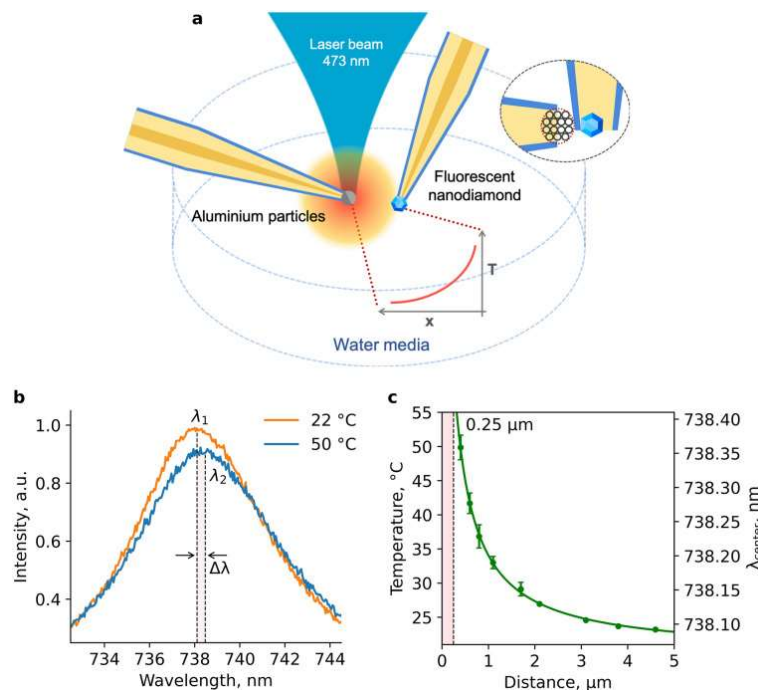 a
Laser beam
473 nm
Aluminium particles
Fluorescent
nanodiamond
T
x
Water media
b
λ1
22 °C
50 °C
λ2
Δλ
1.0
0.8
0.6
0.4
Intensity, a.u.
734 736 738 740 742 744
Wavelength, nm
c
0.25 µm
55
50
45
40
35
30
25
Temperature, °C
738.40
738.35
738.30
738.25
738.20
738.15
738.10
λcenter, nm
0 1 2 3 4 5
Distance, µm